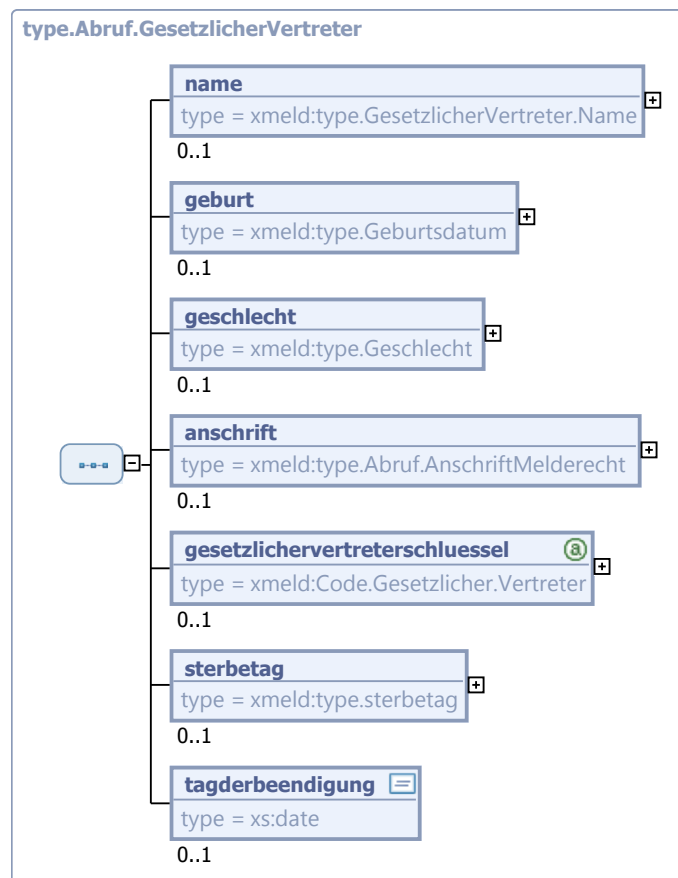 type.Abruf.GesetzlicherVertreter
name
type = xmeld:type.GesetzlicherVertreter.Name
0..1
geburt
type = xmeld:type.Geburtsdatum
0..1
geschlecht
type = xmeld:type.Geschlecht
0..1
anschrift
type = xmeld:type.Abruf.AnschriftMelderecht
0..1
gesetzlichervertreterschluessel a
type = xmeld:Code.Gesetzlicher.Vertreter
0..1
sterbetag
type = xmeld:type.sterbetag
0..1
tagderbeendigung
type = xs:date
0..1